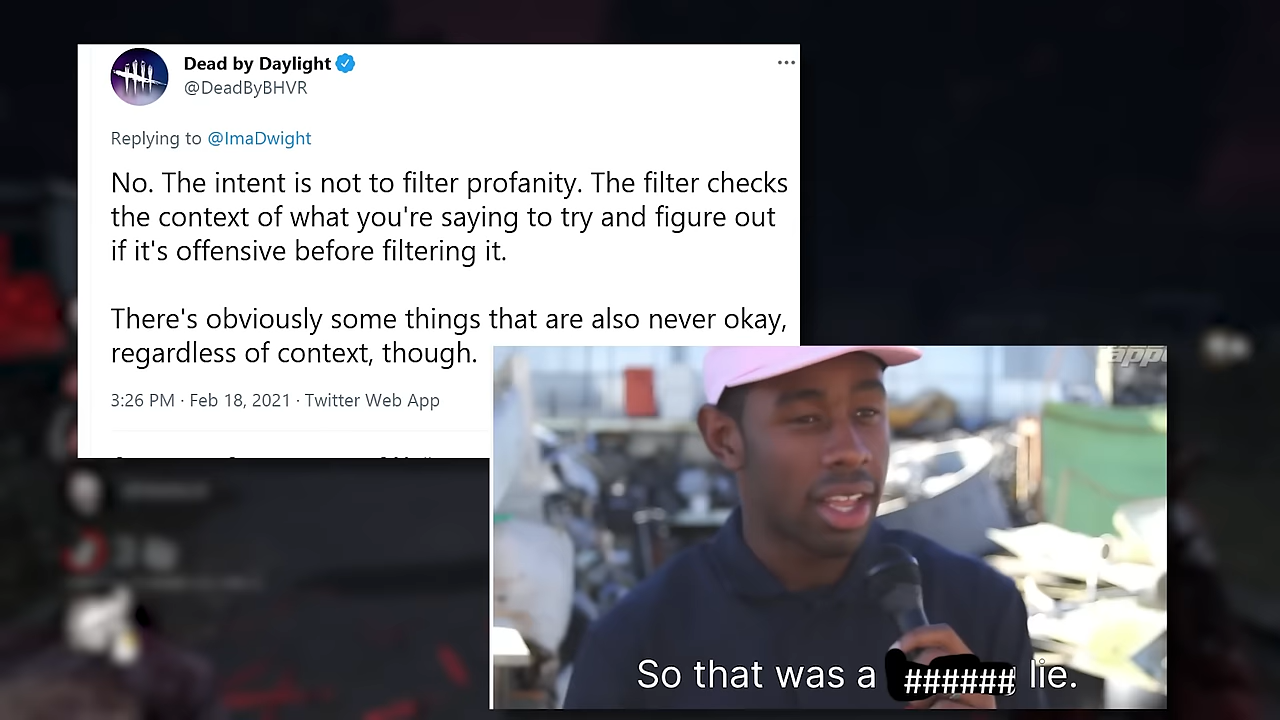 Dead by Daylight
@DeadByBHVR
Replying to @ImaDwight
No. The intent is not to filter profanity. The filter checks
the context of what you're saying to try and figure out
if it's offensive before filtering it.
There's obviously some things that are also never okay,
regardless of context, though.
3:26 PM · Feb 18, 2021 · Twitter Web App
So that was a ###### lie.